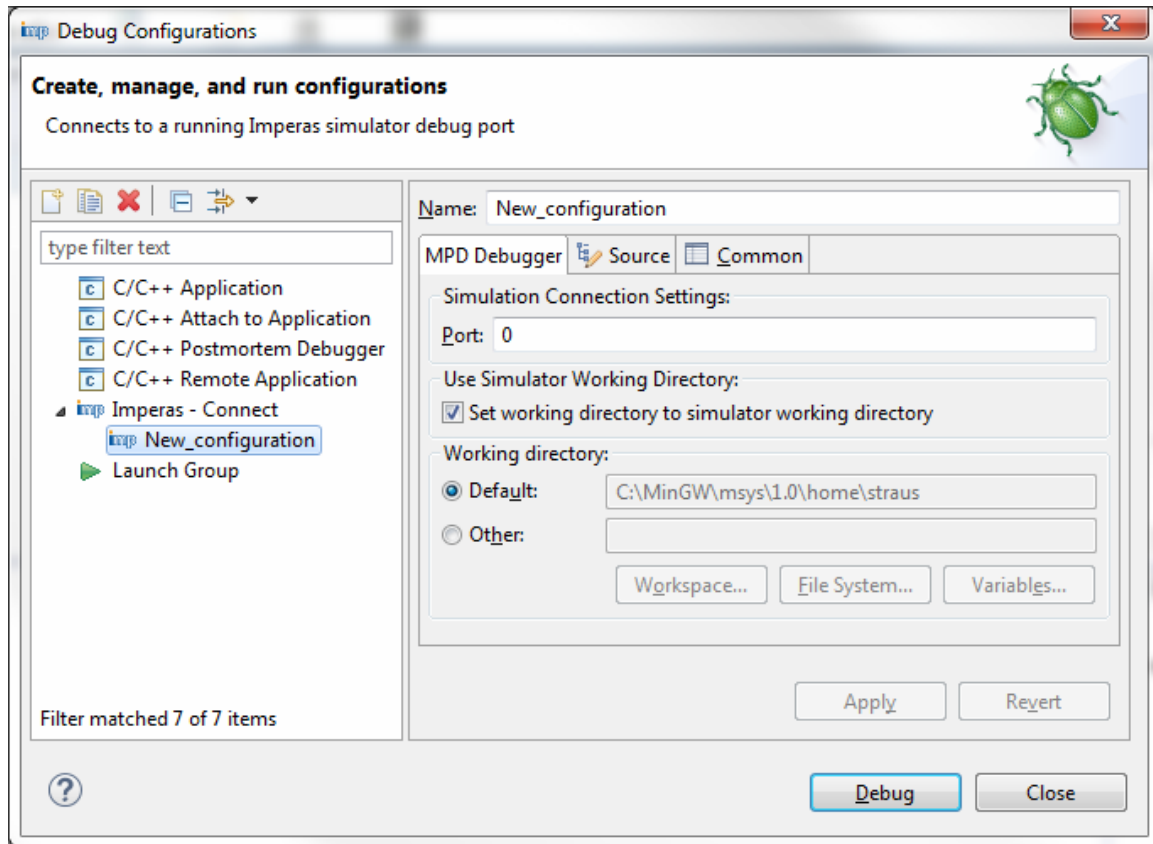 imp Debug Configurations
Create, manage, and run configurations
Connects to a running Imperas simulator debug port
type filter text
c C/C++ Application
c C/C++ Attach to Application
c C/C++ Postmortem Debugger
c C/C++ Remote Application
imp Imperas - Connect
imp New_configuration
Launch Group
Filter matched 7 of 7 items
Name: New_configuration
MPD Debugger Source Common
Simulation Connection Settings:
Port: 0
Use Simulator Working Directory:
Set working directory to simulator working directory
Working directory:
Default: C:\MinGW\msys\1.0\home\straus
Other:
Workspace... File System... Variables...
Apply Revert
? Debug Close